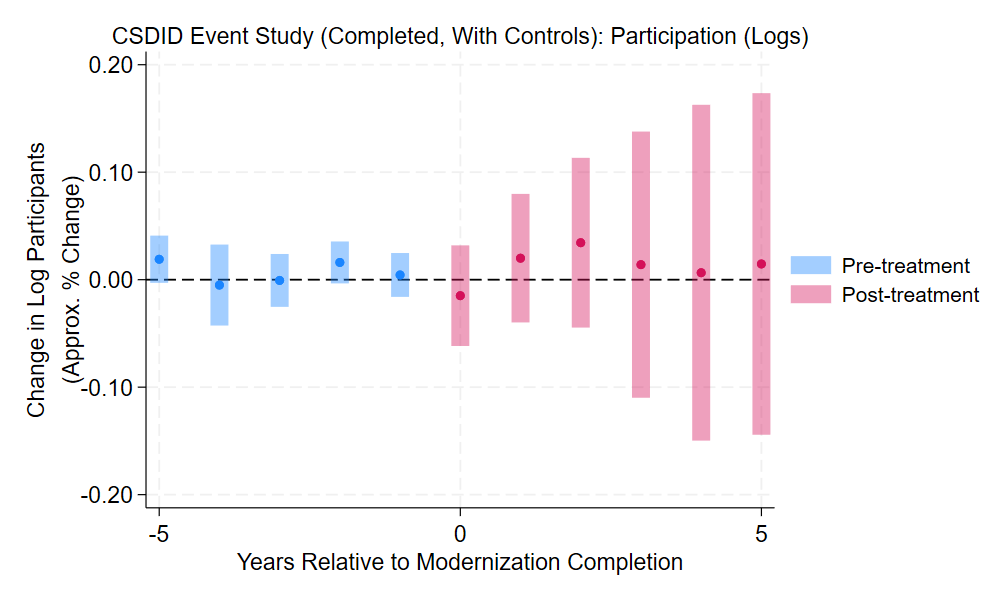 CSDID Event Study (Completed, With Controls): Participation (Logs)
Change in Log Participants
(Approx. % Change)
0.20
0.10
0.00
-0.10
-0.20
-5
0
5
Years Relative to Modernization Completion
Pre-treatment
Post-treatment